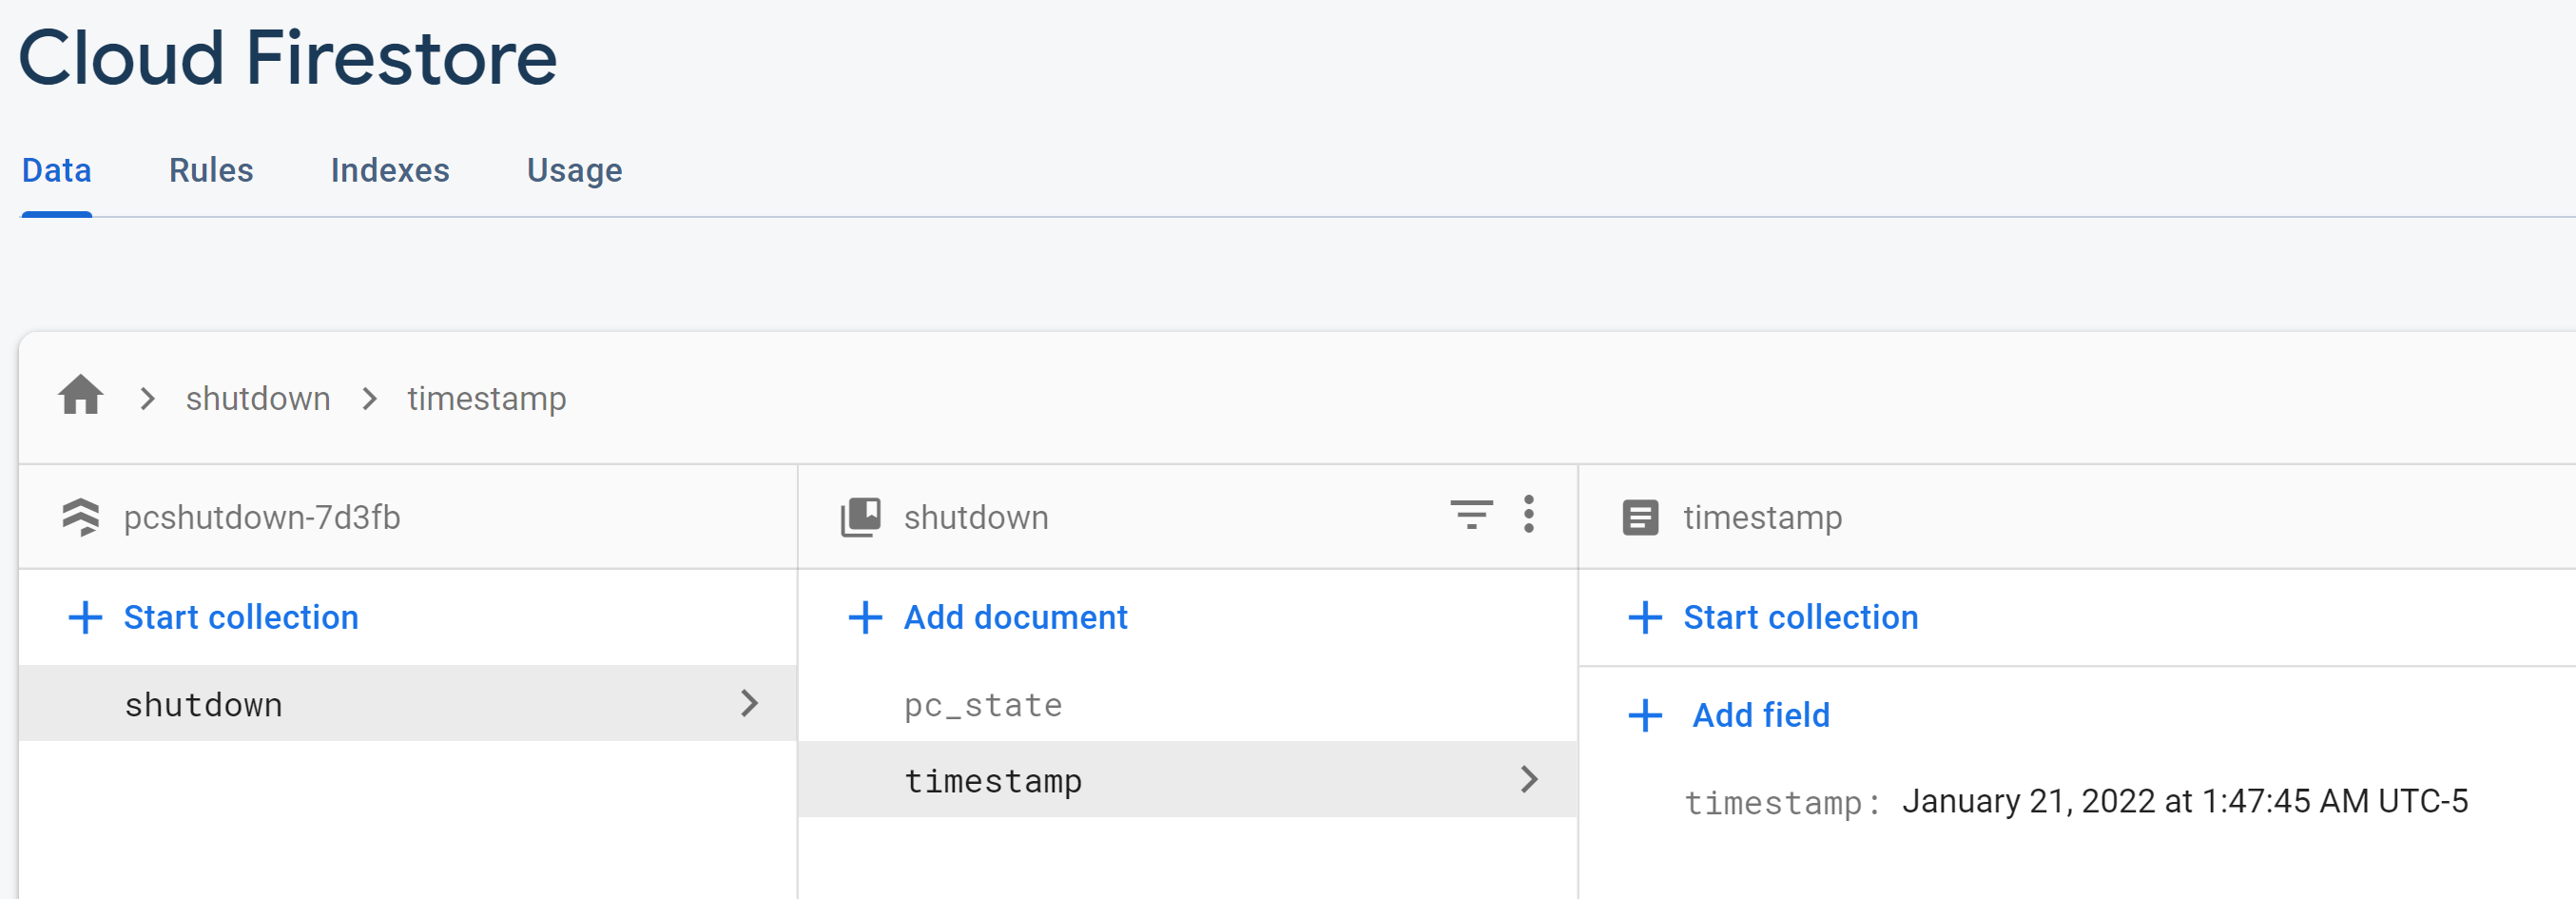 Cloud Firestore
Data Rules Indexes Usage
shutdown timestamp
pcshutdown-7d3fb shutdown timestamp
Start collection Add document Start collection
shutdown pc_state Add field
timestamp
timestamp: January 21, 2022 at 1:47:45 AM UTC-5